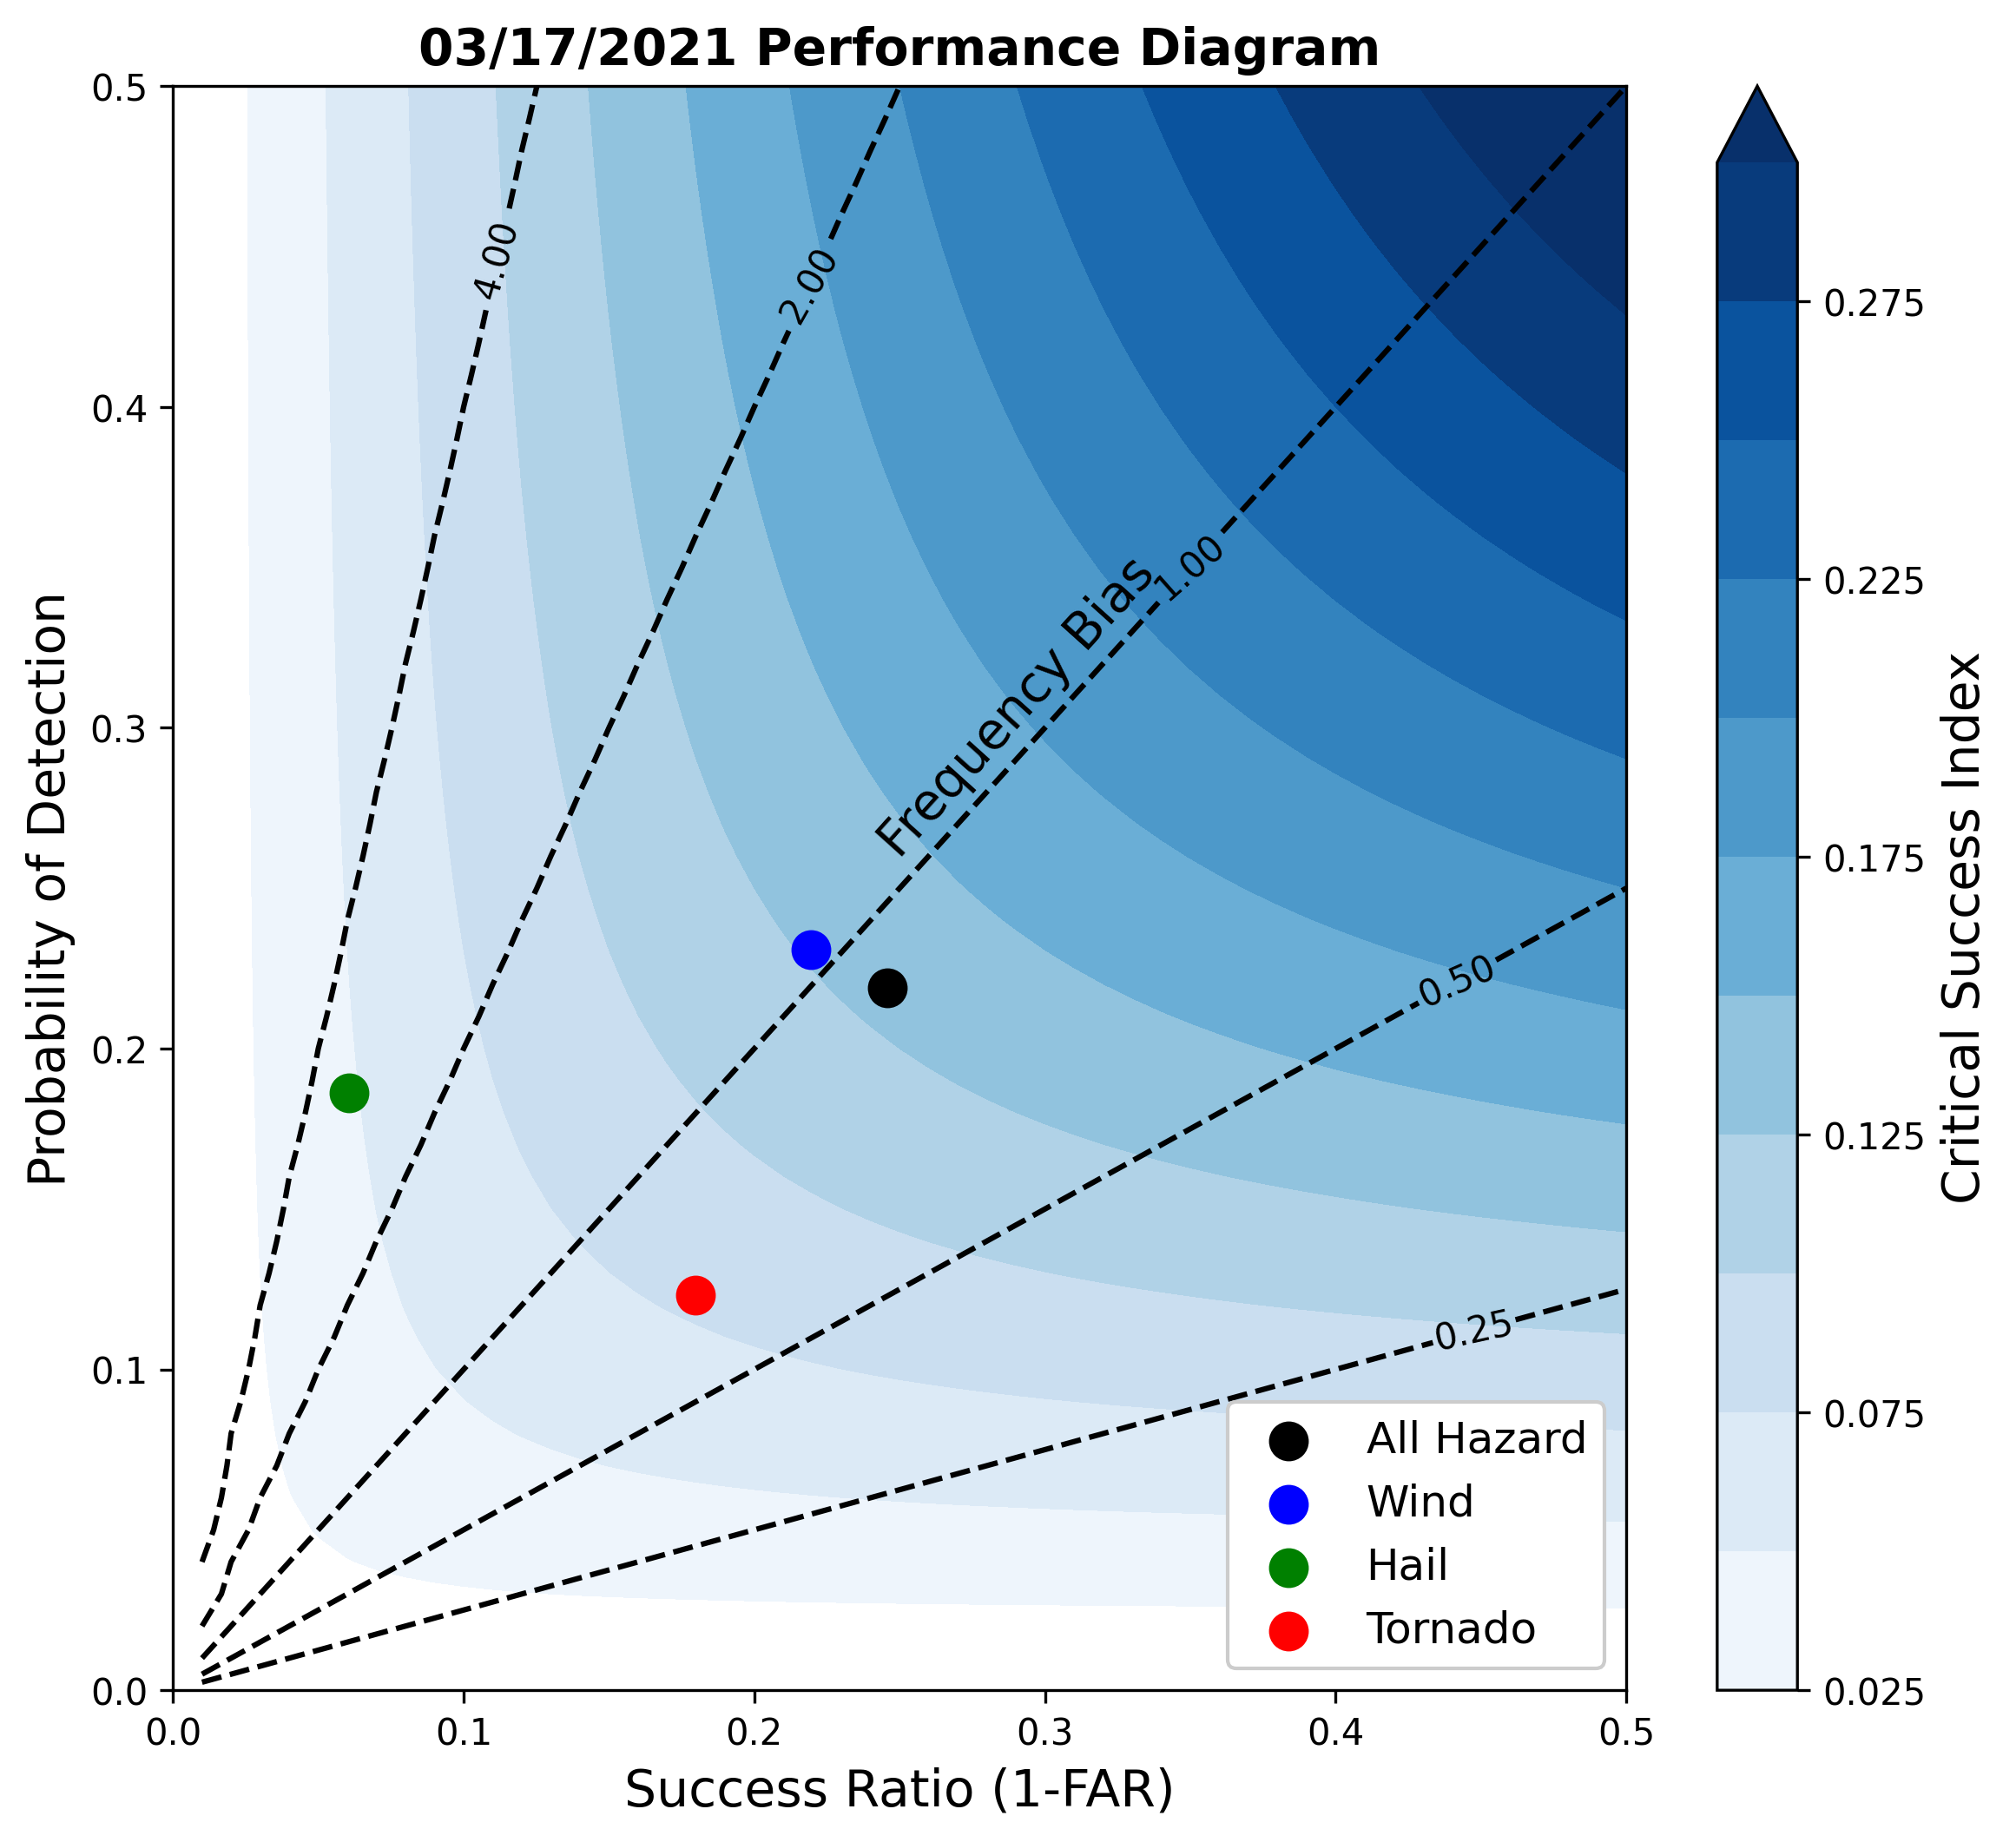 03/17/2021 Performance Diagram
0.5
0.4
0.3
0.2
0.1
0.0
Probability of Detection
4.00
2.00
1.00
Frequency Bias
0.50
0.25
All Hazard
Wind
Hail
Tornado
0.0
0.1
0.2
0.3
0.4
0.5
Success Ratio (1-FAR)
0.275
0.225
0.175
0.125
0.075
0.025
Critical Success Index